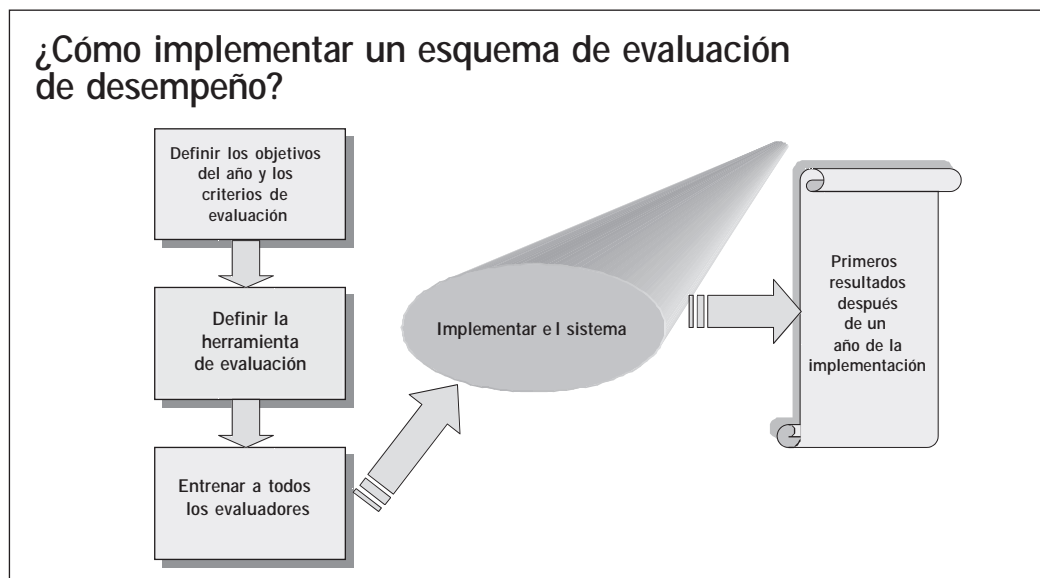 ¿Cómo implementar un esquema de evaluación
de desempeño?
Definir los objetivos
del año y los
criterios de
evaluación
Definir la
herramienta
de evaluación
Entrenar a todos
los evaluadores
Implementar e l sistema
Primeros
resultados
después
de un
año de la
implementación